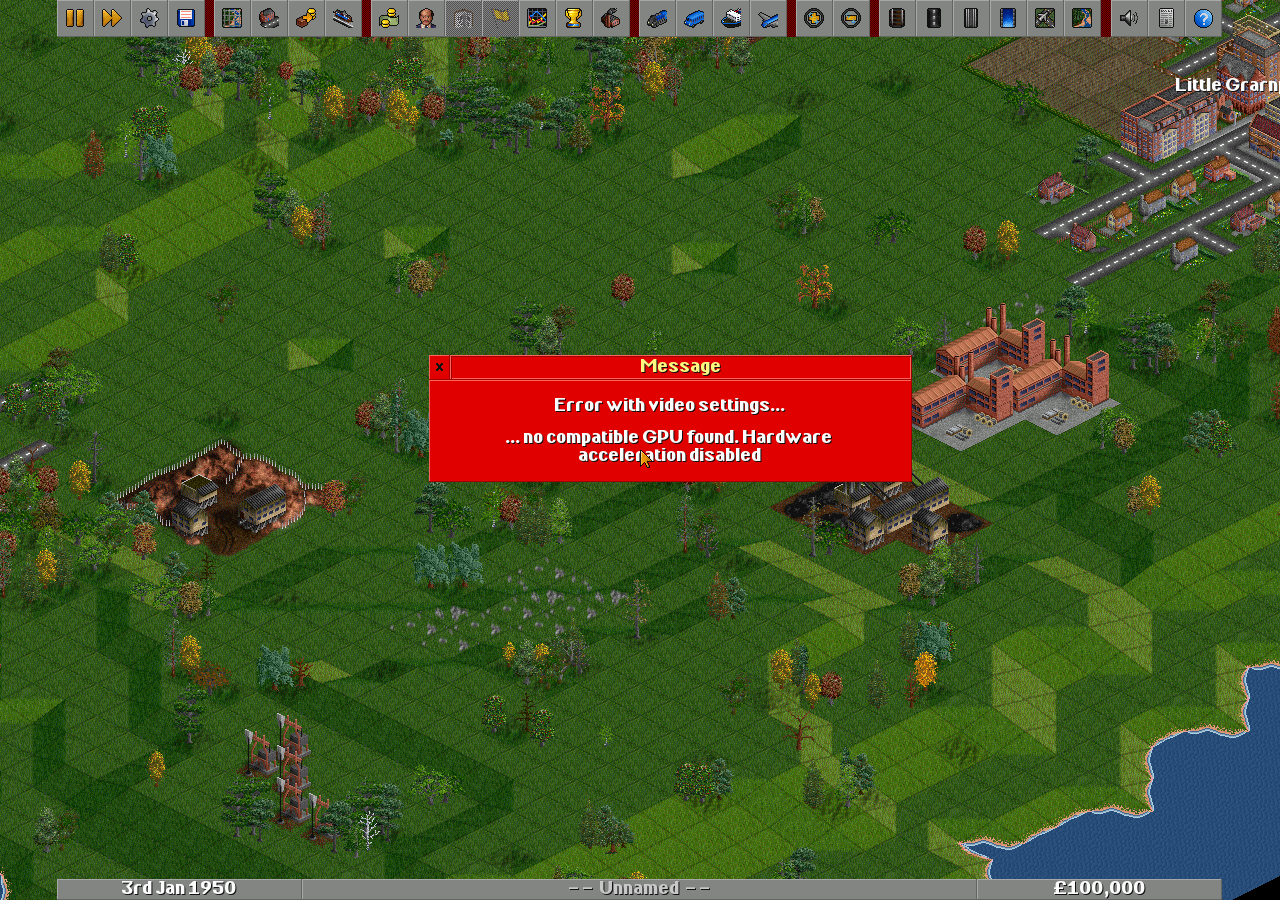 Little Grarn
x Message
Error with video settings...
... no compatible GPU found. Hardware
acceleration disabled
3rd Jan 1950 -- Unnamed -- £100,000